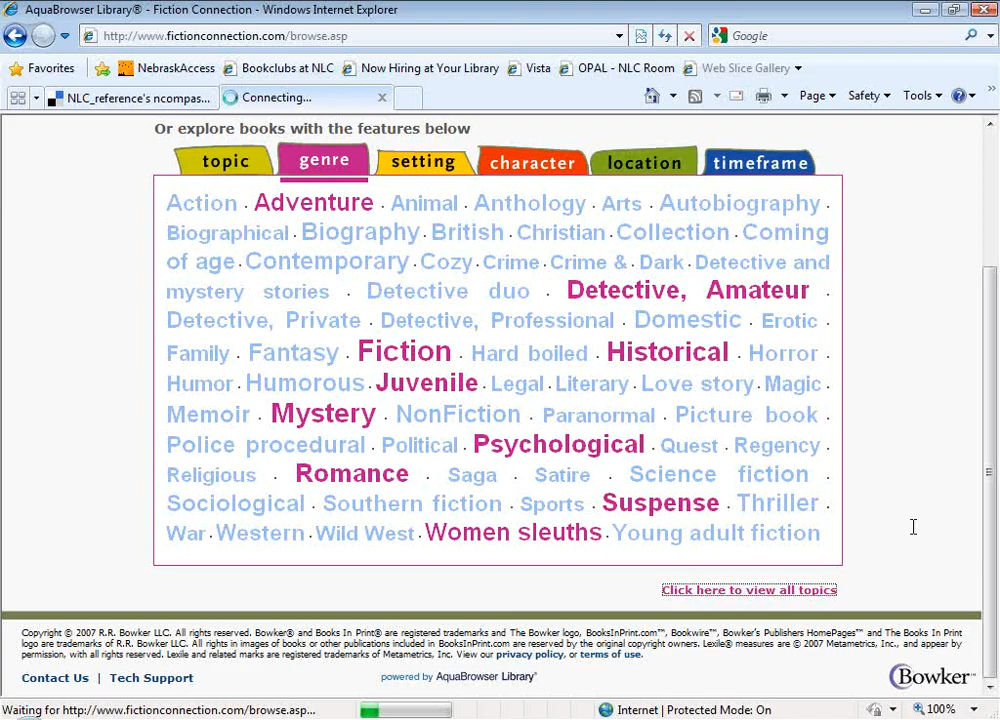 AquaBrowser Library® - Fiction Connection - Windows Internet Explorer
http://www.fictionconnection.com/browse.asp
Google
Favorites NebraskAccess Bookclubs at NLC Now Hiring at Your Library Vista OPAL - NLC Room Web Slice Gallery
NLC_reference's ncompas... Connecting... Page Safety Tools
Or explore books with the features below
topic genre setting character location timeframe
Action · Adventure · Animal · Anthology · Arts · Autobiography ·
Biographical · Biography · British · Christian · Collection · Coming
of age · Contemporary · Cozy · Crime · Crime & · Dark · Detective and
mystery stories · Detective duo · Detective, Amateur ·
Detective, Private · Detective, Professional · Domestic · Erotic ·
Family · Fantasy · Fiction · Hard boiled · Historical · Horror ·
Humor · Humorous · Juvenile · Legal · Literary · Love story · Magic ·
Memoir · Mystery · NonFiction · Paranormal · Picture book ·
Police procedural · Political · Psychological · Quest · Regency ·
Religious · Romance · Saga · Satire · Science fiction ·
Sociological · Southern fiction · Sports · Suspense · Thriller ·
War · Western · Wild West · Women sleuths · Young adult fiction
Click here to view all topics
Copyright © 2007 R.R. Bowker LLC. All rights reserved. Bowker® and Books In Print® are registered trademarks and The Bowker logo, BooksInPrint.com™, Bookwire™, Bowker's Publishers HomePages™ and The Books In Print
logo are trademarks of R.R. Bowker LLC. All rights in images of books or other publications included in BooksInPrint.com are reserved by the original copyright owners. Lexile® measures are © 2007 Metametrics, Inc., and appear by
permission, with all rights reserved. Lexile and related marks are registered trademarks of Metametrics, Inc. View our privacy policy, or terms of use.
Contact Us | Tech Support powered by AquaBrowser Library® Bowker™
Waiting for http://www.fictionconnection.com/browse.asp... Internet | Protected Mode: On 100%